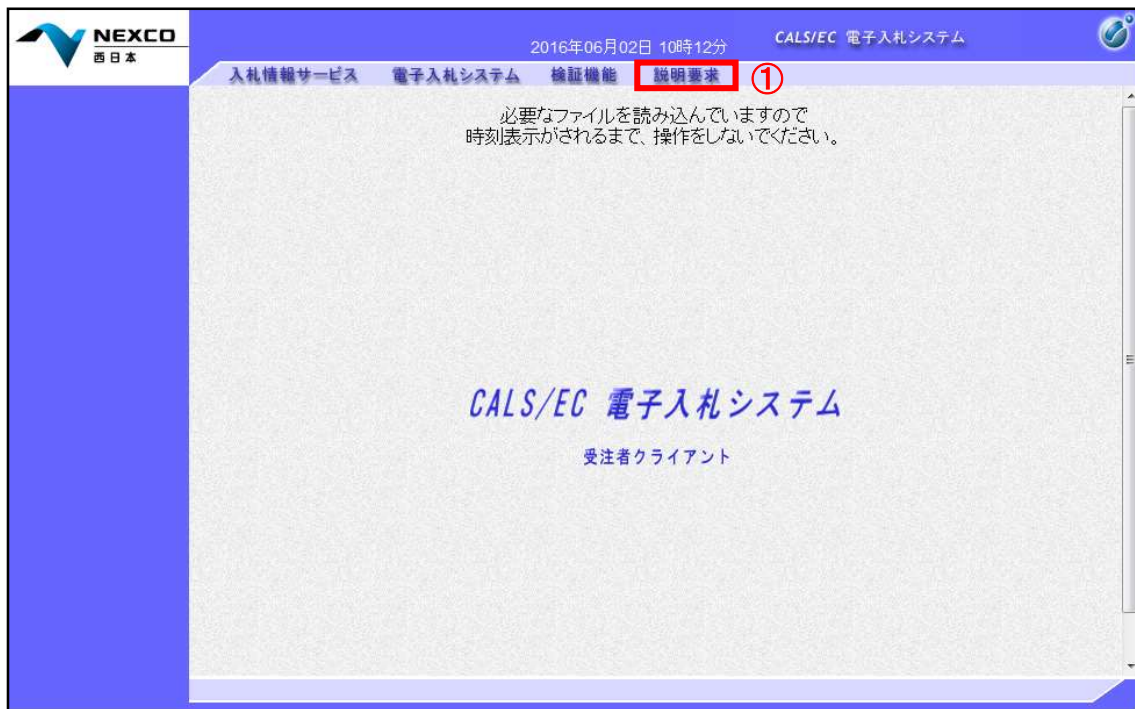 NEXCO
西日本
2016年06月02日 10時12分
CALS/EC 電子入札システム
入札情報サービス 電子入札システム 検証機能 説明要求 ①
必要なファイルを読み込んでいますので
時刻表示がされるまで、操作をしないでください。
CALS/EC 電子入札システム
受注者クライアント